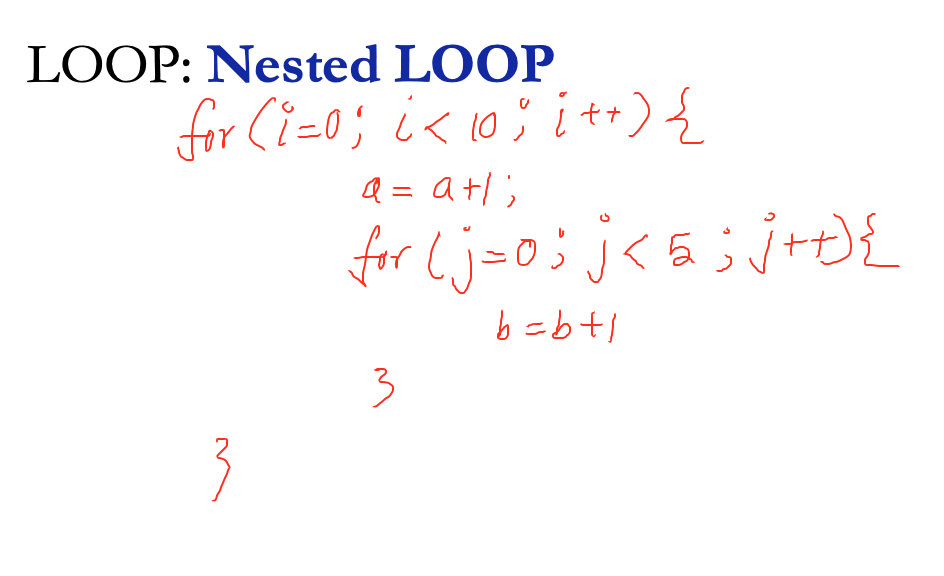 LOOP: Nested LOOP
for(i=0; i<10; i++){
a = a+1;
for(j=0; j<5; j++){
b=b+1
}
}